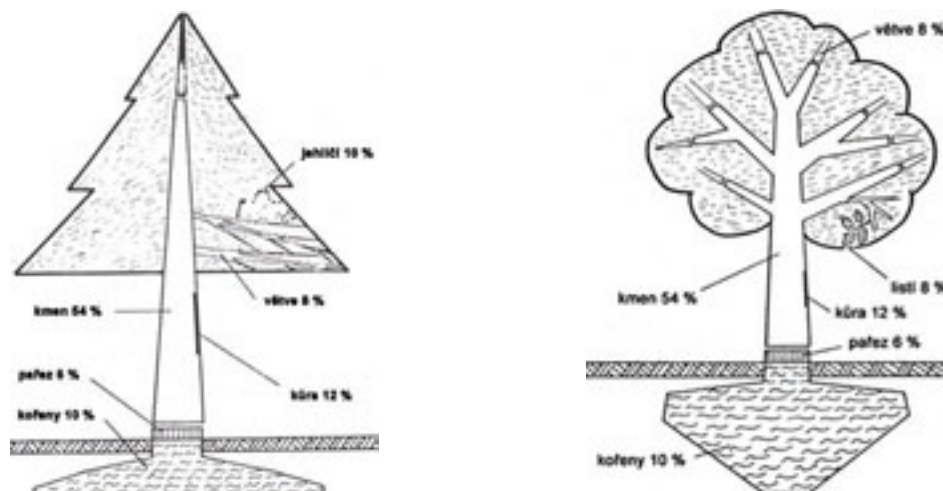 jehličí 10 %
větve 8 %
kmen 54 %
pařez 6 %
kůra 12 %
kořeny 10 %
větve 8 %
listí 8 %
kmen 54 %
kůra 12 %
pařez 6 %
kořeny 10 %